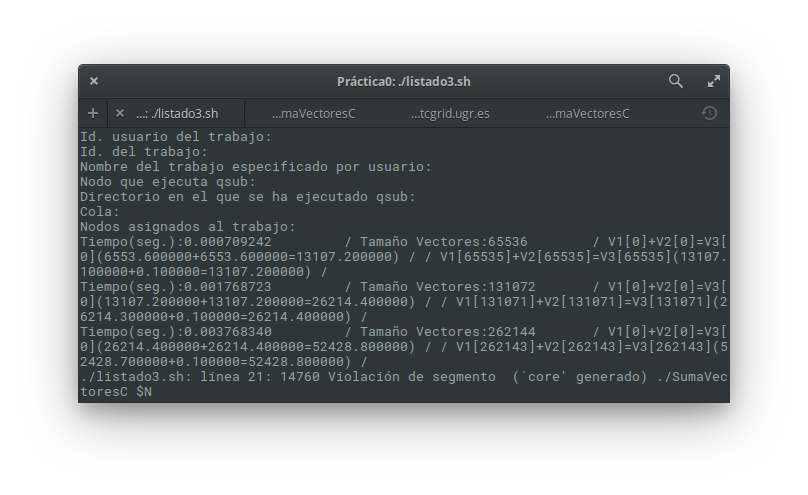 Práctica0: ./listado3.sh
...: ./listado3.sh ...maVectoresC ...tcgrid.ugr.es ...maVectoresC
Id. usuario del trabajo:
Id. del trabajo:
Nombre del trabajo especificado por usuario:
Nodo que ejecuta qsub:
Directorio en el que se ha ejecutado qsub:
Cola:
Nodos asignados al trabajo:
Tiempo(seg.):0.000709242 / Tamaño Vectores:65536 / V1[0]+V2[0]=V3[
0](6553.600000+6553.600000=13107.200000) / / V1[65535]+V2[65535]=V3[65535](13107.
100000+0.100000=13107.200000) /
Tiempo(seg.):0.001768723 / Tamaño Vectores:131072 / V1[0]+V2[0]=V3[
0](13107.200000+13107.200000=26214.400000) / / V1[131071]+V2[131071]=V3[131071](2
6214.300000+0.100000=26214.400000) /
Tiempo(seg.):0.003768340 / Tamaño Vectores:262144 / V1[0]+V2[0]=V3[
0](26214.400000+26214.400000=52428.800000) / / V1[262143]+V2[262143]=V3[262143](5
2428.700000+0.100000=52428.800000) /
./listado3.sh: línea 21: 14760 Violación de segmento (`core' generado) ./SumaVec
toresC $N